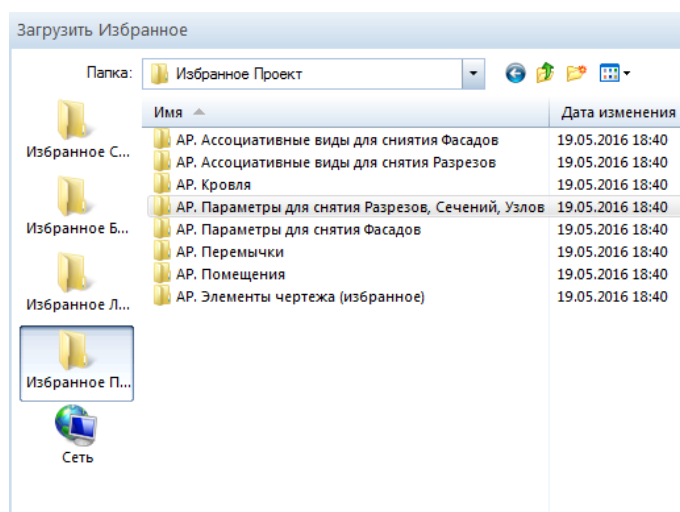 Загрузить Избранное
Папка: Избранное Проект
Имя Дата изменения
Избранное С...
Избранное Б...
Избранное Л...
Избранное П...
Сеть
АР. Ассоциативные виды для сниятия Фасадов 19.05.2016 18:40
АР. Ассоциативные виды для снятия Разрезов 19.05.2016 18:40
АР. Кровля 19.05.2016 18:40
АР. Параметры для снятия Разрезов, Сечений, Узлов 19.05.2016 18:40
АР. Параметры для снятия Фасадов 19.05.2016 18:40
АР. Перемычки 19.05.2016 18:40
АР. Помещения 19.05.2016 18:40
АР. Элементы чертежа (избранное) 19.05.2016 18:40